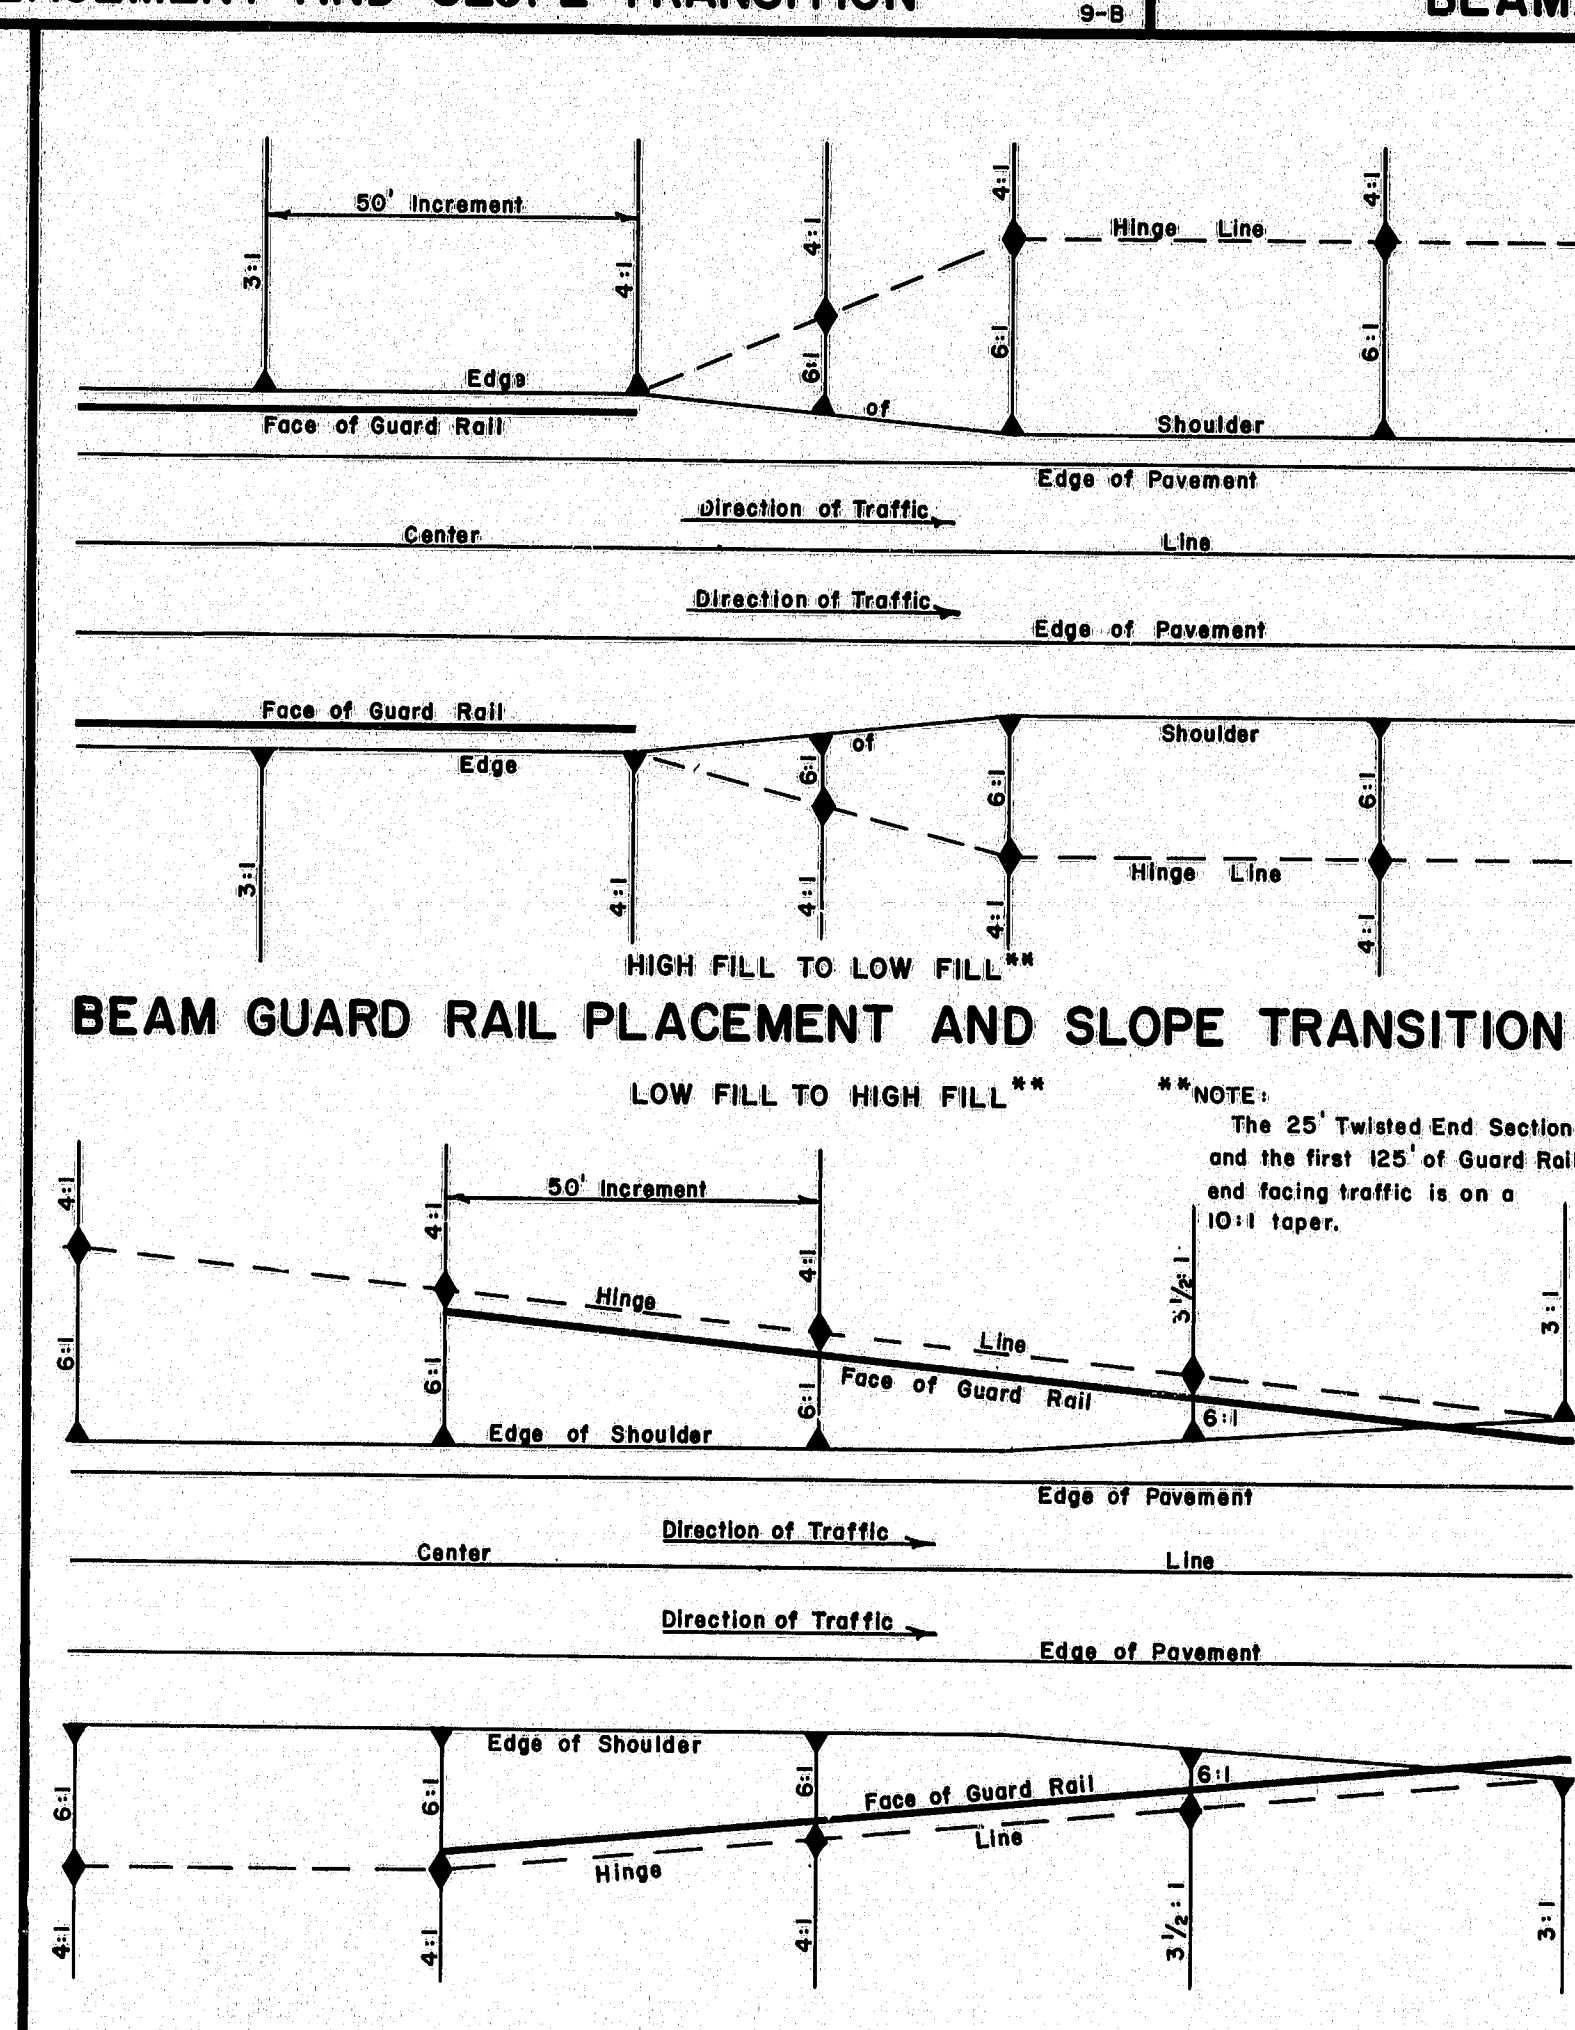 SLOPE TRANSITION
9-B
BEAM
50' Increment
3:1
4:1
4:1
6:1
4:1
6:1
4:1
6:1
Hinge Line
Edge of Shoulder
Face of Guard Rail
Edge of Pavement
Direction of Traffic
Center Line
Direction of Traffic
Edge of Pavement
Face of Guard Rail
Edge of Shoulder
3:1
4:1
6:1
4:1
6:1
4:1
6:1
4:1
Hinge Line
HIGH FILL TO LOW FILL**
BEAM GUARD RAIL PLACEMENT AND SLOPE TRANSITION
LOW FILL TO HIGH FILL**
**NOTE:
The 25' Twisted End Section
and the first 125' of Guard Rail
end facing traffic is on a
10:1 taper.
50' Increment
4:1
6:1
4:1
6:1
4:1
6:1
3 1/2:1
6:1
3:1
Hinge Line
Face of Guard Rail
Edge of Shoulder
Edge of Pavement
Direction of Traffic
Center Line
Direction of Traffic
Edge of Pavement
Edge of Shoulder
6:1
4:1
6:1
4:1
6:1
4:1
6:1
3 1/2:1
3:1
Face of Guard Rail
Hinge Line